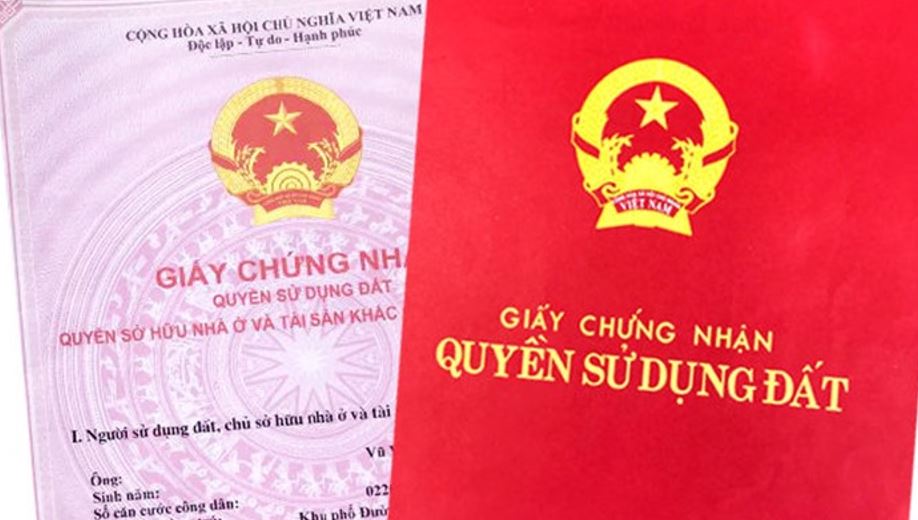 CỘNG HÒA XÃ HỘI CHỦ NGHĨA VIỆT NAM
Độc lập - Tự do - Hạnh phúc
GIẤY CHỨNG
QUYỀN SỬ DỤNG ĐẤT
QUYỀN SỞ HỮU NHÀ Ở VÀ TÀI SẢN KHÁC
I. Người sử dụng đất, chủ sở hữu nhà ở và tài
Vũ
Ông:
Sinh năm:
022
Số căn cước công dân:
Khu phố
VIỆT NAM
GIẤY CHỨNG NHẬN
QUYỀN SỬ DỤNG ĐẤT